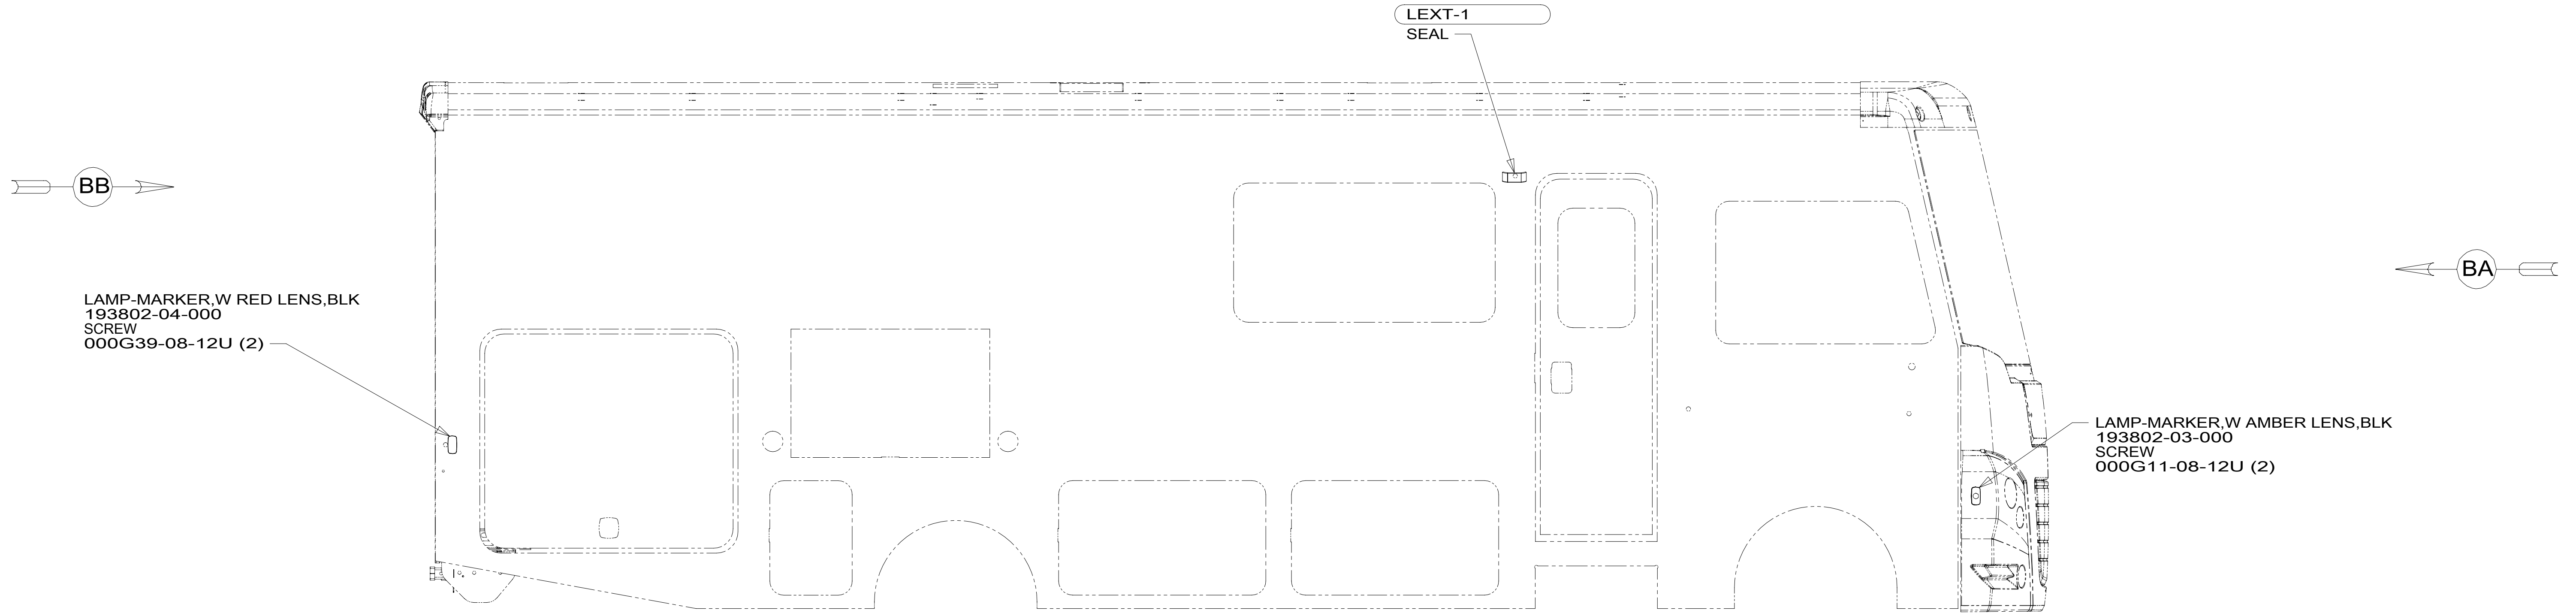 LEXT-1
SEAL
BB
BA
LAMP-MARKER,W RED LENS,BLK
193802-04-000
SCREW
000G39-08-12U (2)
LAMP-MARKER,W AMBER LENS,BLK
193802-03-000
SCREW
000G11-08-12U (2)